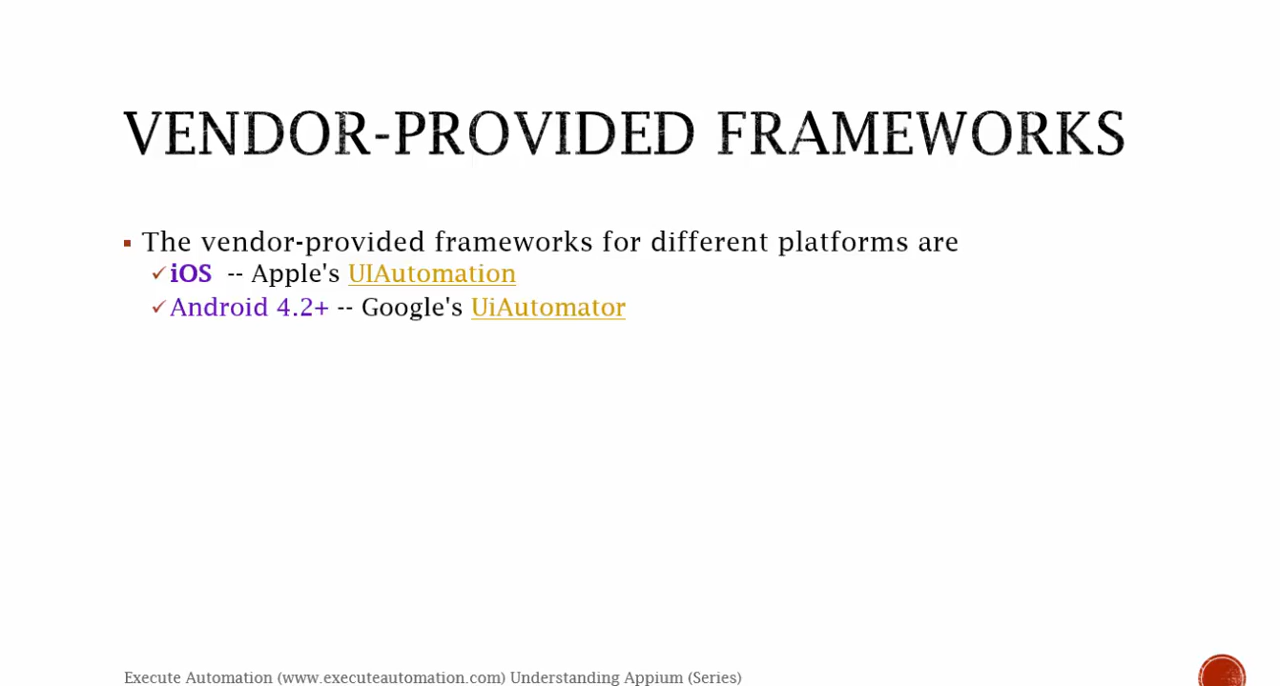 VENDOR-PROVIDED FRAMEWORKS
The vendor-provided frameworks for different platforms are
iOS -- Apple's UIAutomation
Android 4.2+ -- Google's UiAutomator
Execute Automation (www.executeautomation.com) Understanding Appium (Series)